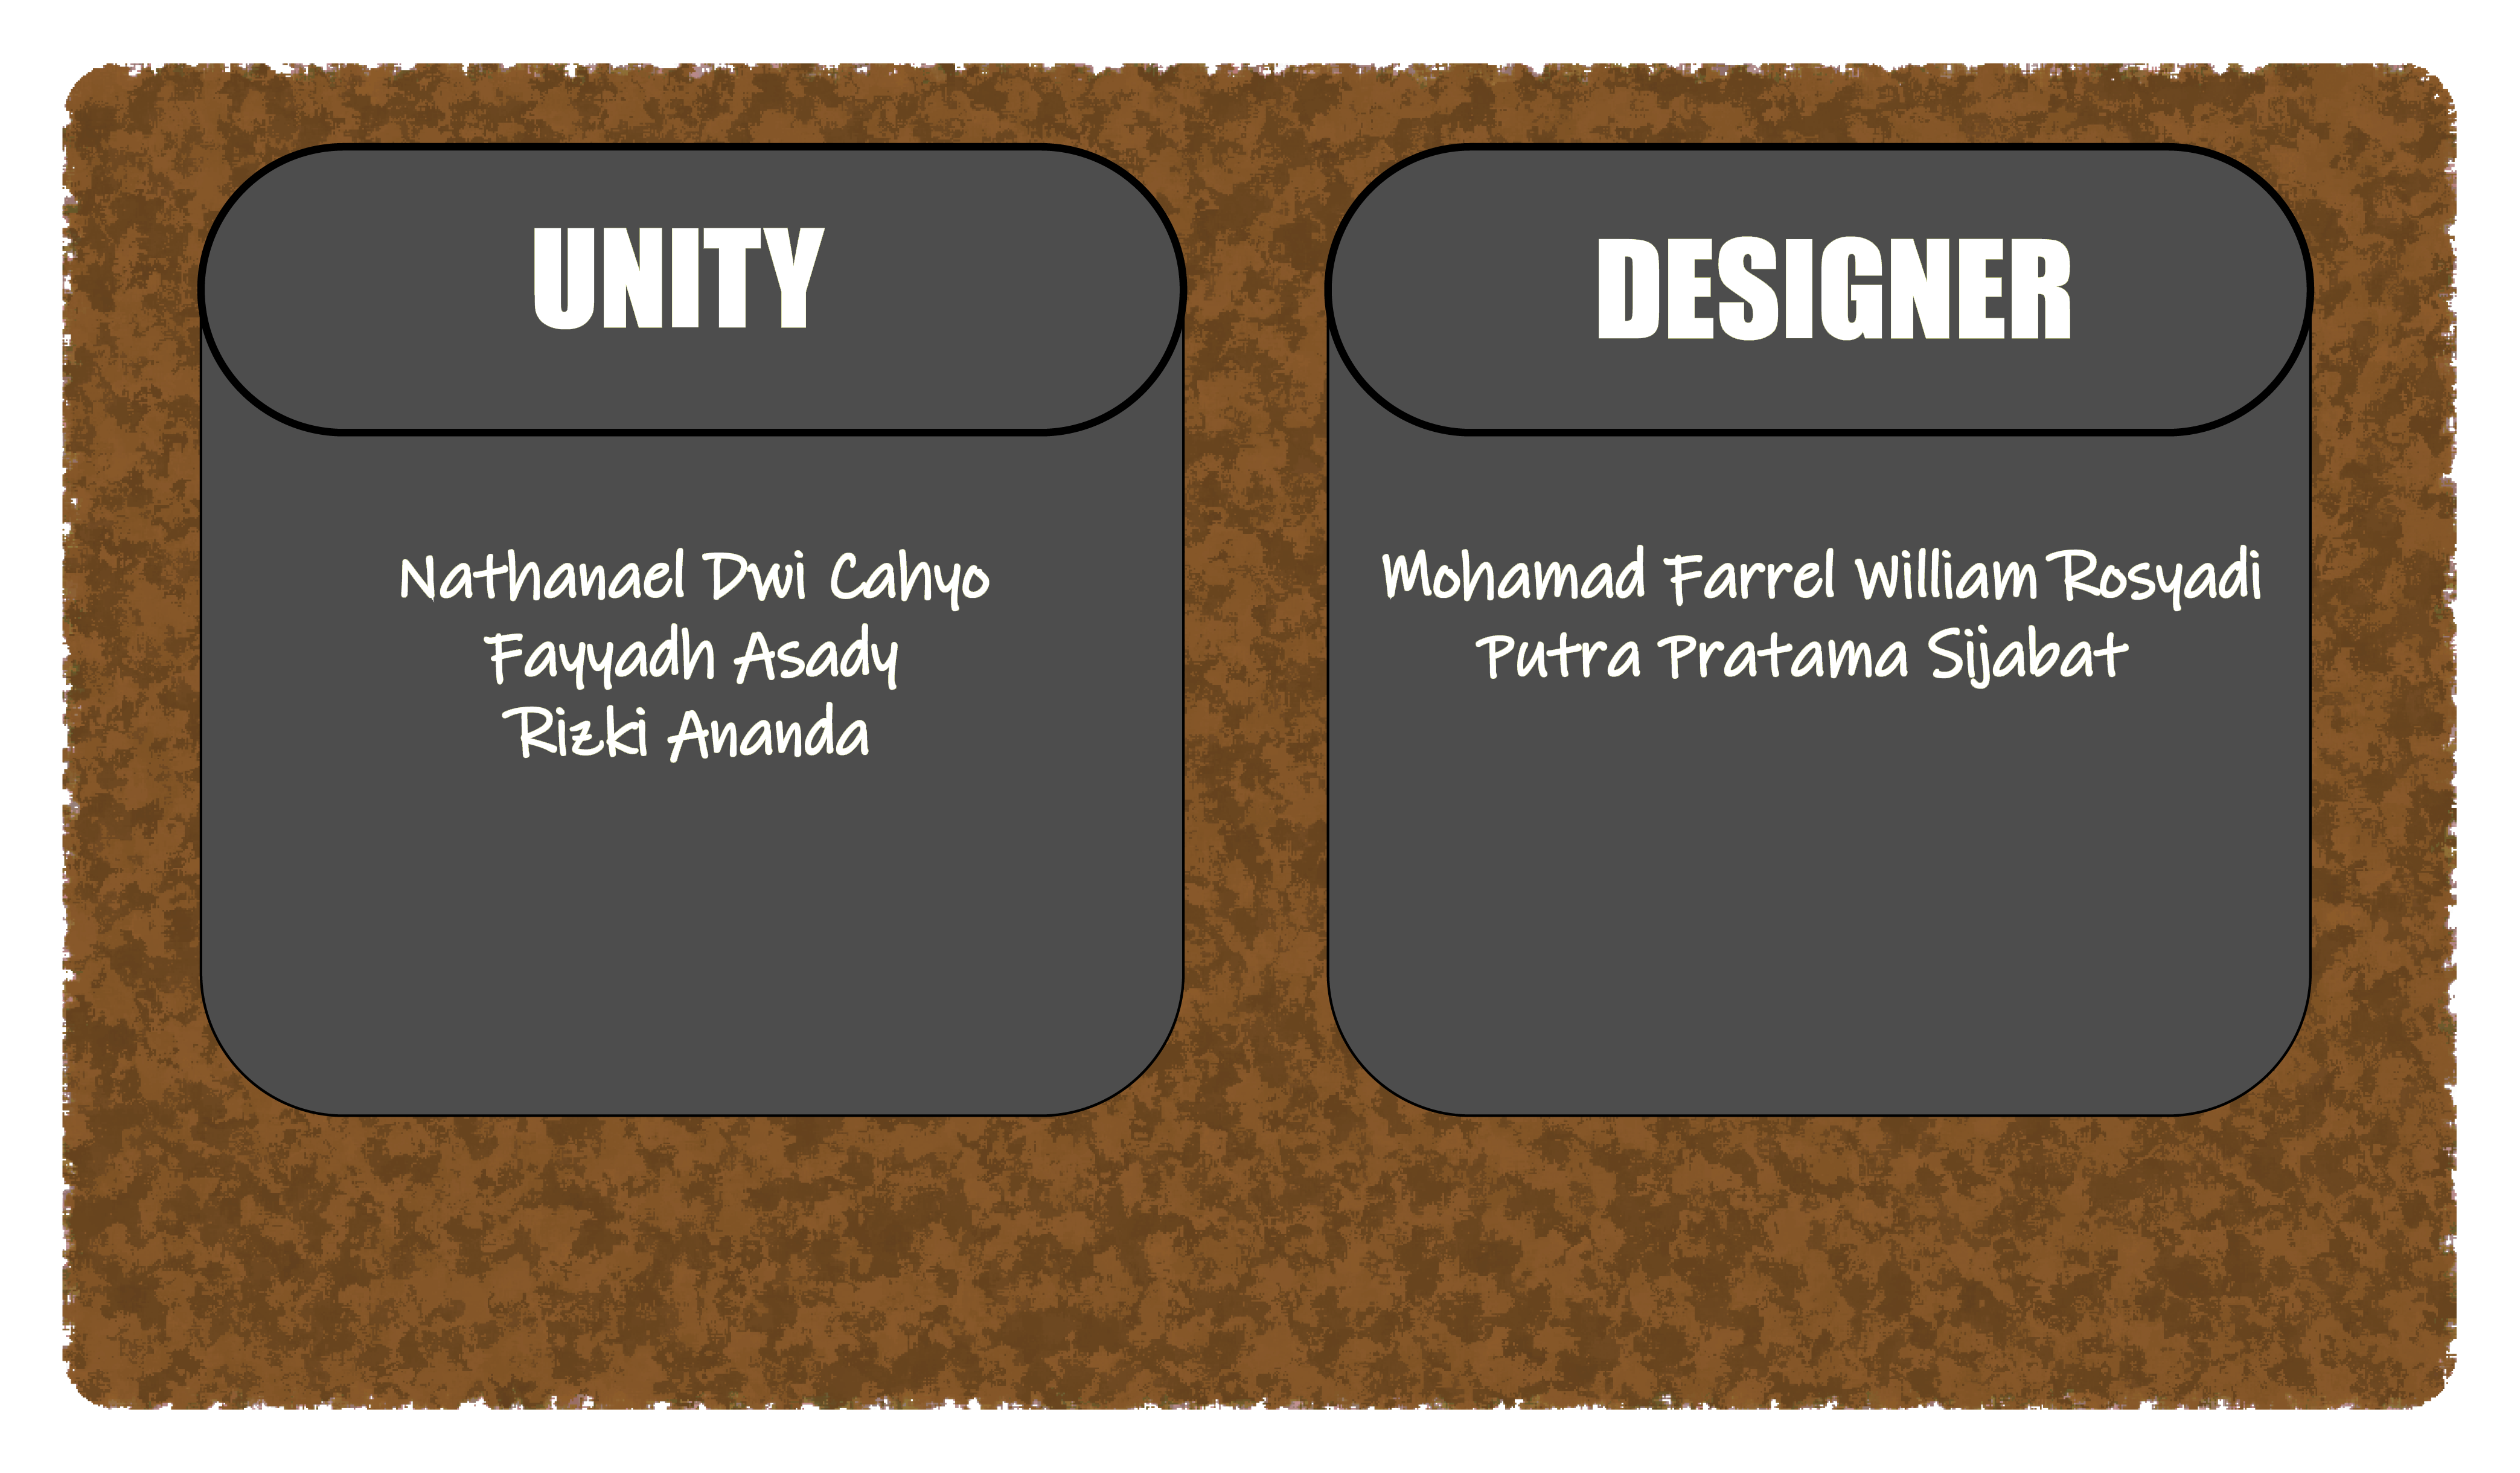 UNITY
Nathanael Dwi Cahyo
Fayyadh Asady
Rizki Ananda
DESIGNER
Mohamad Farrel William Rosyadi
Putra Pratama Sijabat